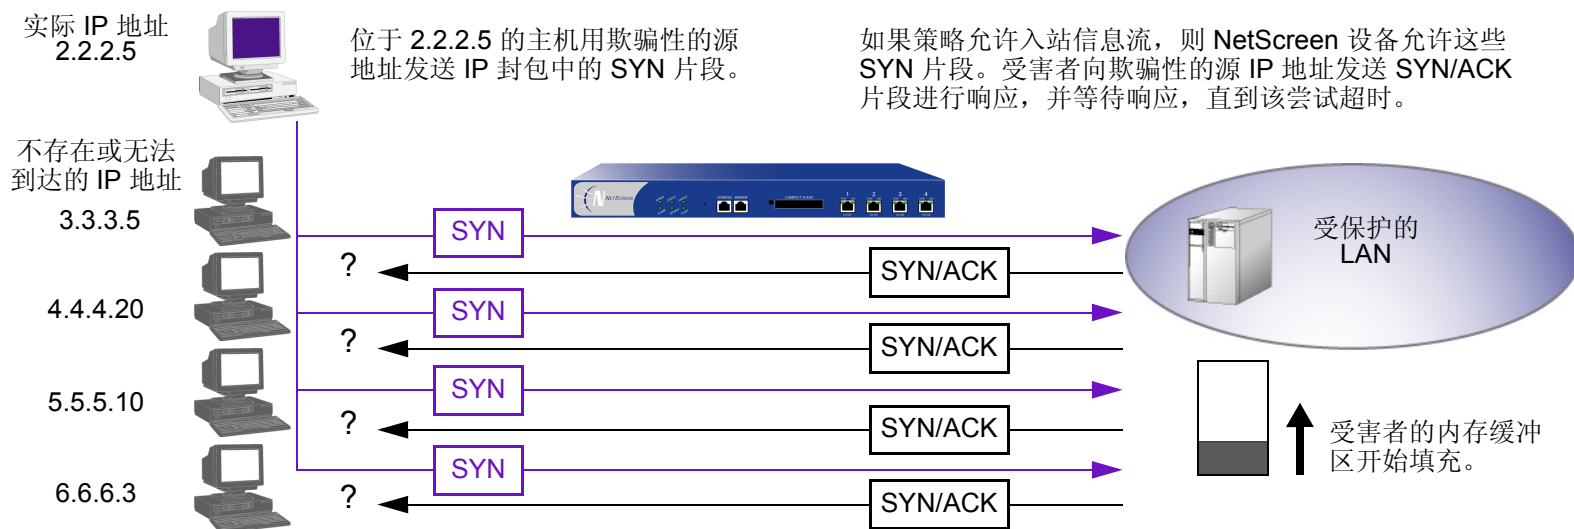 实际 IP 地址
2.2.2.5
位于 2.2.2.5 的主机用欺骗性的源
地址发送 IP 封包中的 SYN 片段。
如果策略允许入站信息流，则 NetScreen 设备允许这些
SYN 片段。受害者向欺骗性的源 IP 地址发送 SYN/ACK
片段进行响应，并等待响应，直到该尝试超时。
不存在或无法
到达的 IP 地址
3.3.3.5
NETSCREEN
COMPACT FLASH
1 2 3 4
SYN
? SYN/ACK
受保护的
LAN
4.4.4.20
SYN
? SYN/ACK
5.5.5.10
SYN
? SYN/ACK
受害者的内存缓冲
区开始填充。
6.6.6.3
SYN
? SYN/ACK